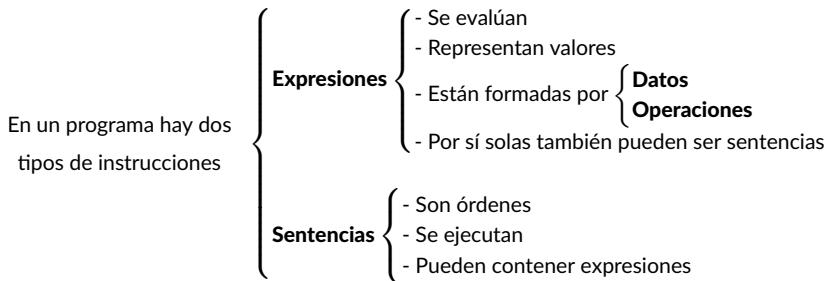 En un programa hay dos
tipos de instrucciones
Expresiones
- Se evalúan
- Representan valores
- Están formadas por
Datos
Operaciones
- Por sí solas también pueden ser sentencias
Sentencias
- Son órdenes
- Se ejecutan
- Pueden contener expresiones